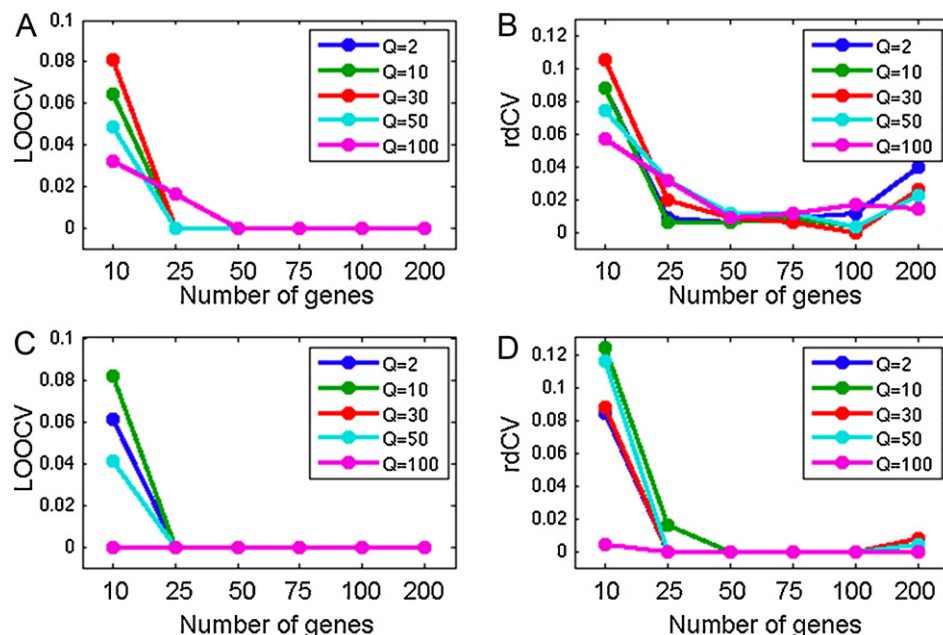 A
LOOCV
0.1
0.08
0.06
0.04
0.02
0
10 25 50 75 100 200
Number of genes
Q=2
Q=10
Q=30
Q=50
Q=100
B
rdCV
0.12
0.1
0.08
0.06
0.04
0.02
0
10 25 50 75 100 200
Number of genes
Q=2
Q=10
Q=30
Q=50
Q=100
C
LOOCV
0.1
0.08
0.06
0.04
0.02
0
10 25 50 75 100 200
Number of genes
Q=2
Q=10
Q=30
Q=50
Q=100
D
rdCV
0.12
0.1
0.08
0.06
0.04
0.02
0
10 25 50 75 100 200
Number of genes
Q=2
Q=10
Q=30
Q=50
Q=100